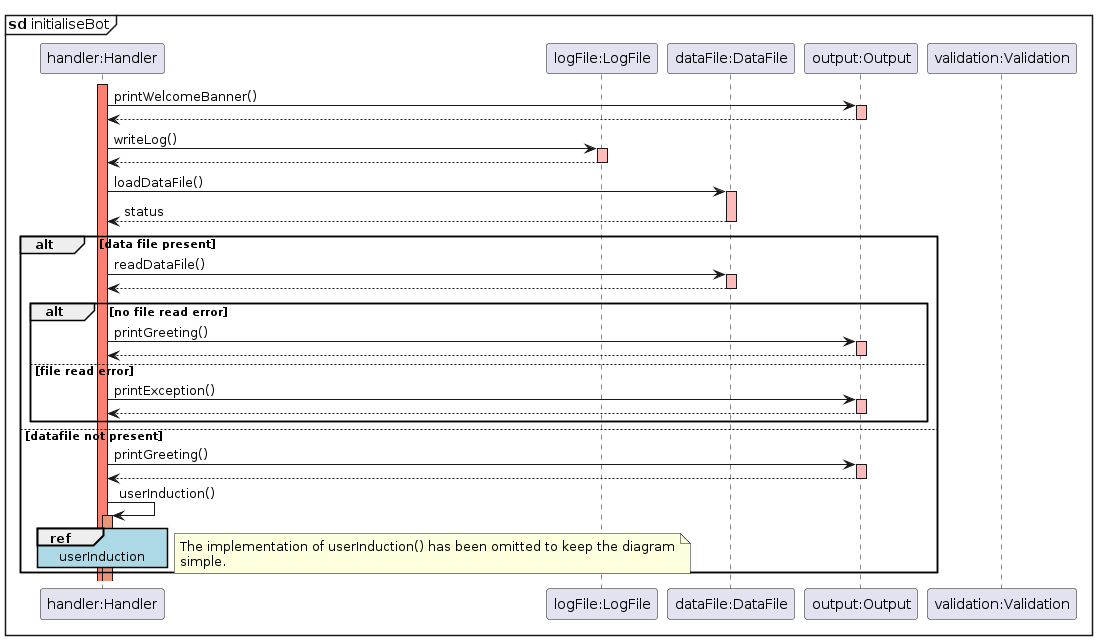 sd initialiseBot
handler:Handler
logFile:LogFile
dataFile:DataFile
output:Output
validation:Validation
printWelcomeBanner()
writeLog()
loadDataFile()
status
alt
[data file present]
readDataFile()
alt
[no file read error]
printGreeting()
[file read error]
printException()
[datafile not present]
printGreeting()
userInduction()
ref
userInduction
The implementation of userInduction() has been omitted to keep the diagram
simple.
handler:Handler
logFile:LogFile
dataFile:DataFile
output:Output
validation:Validation